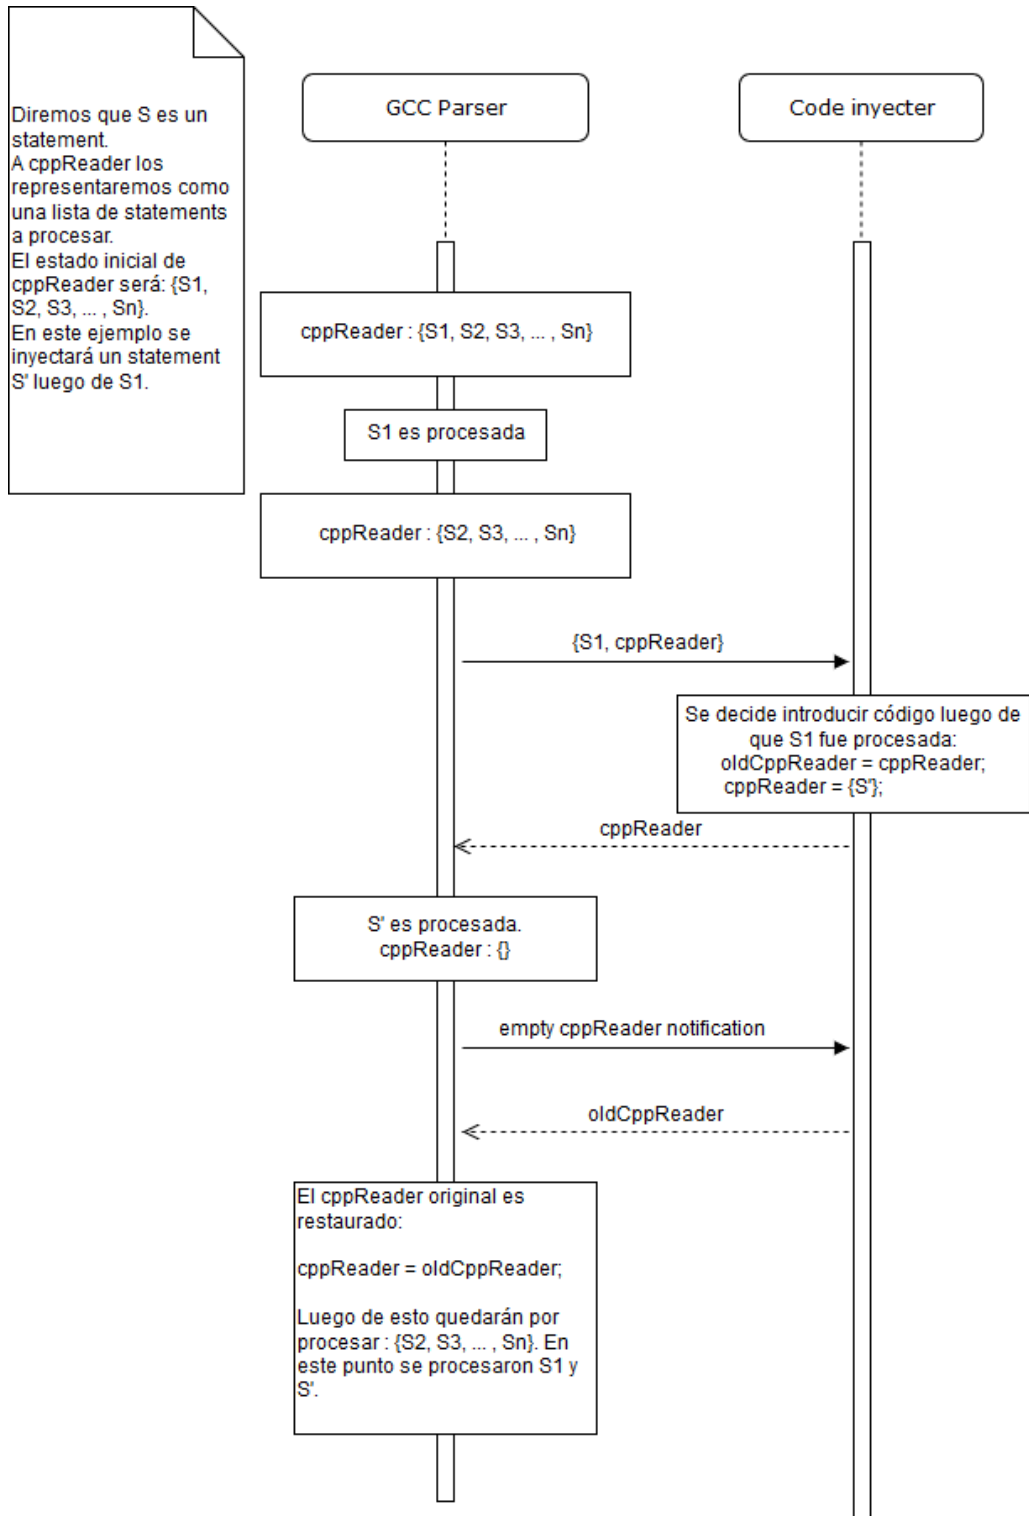 Diremos que S es un
statement.
A cppReader los
representaremos como
una lista de statements
a procesar.
El estado inicial de
cppReader será: {S1,
S2, S3, ... , Sn}.
En este ejemplo se
inyectará un statement
S' luego de S1.
GCC Parser
Code inyecter
cppReader : {S1, S2, S3, ... , Sn}
S1 es procesada
cppReader : {S2, S3, ... , Sn}
{S1, cppReader}
Se decide introducir código luego de
que S1 fue procesada:
oldCppReader = cppReader;
cppReader = {S'};
cppReader
S' es procesada.
cppReader : {}
empty cppReader notification
oldCppReader
El cppReader original es
restaurado:
cppReader = oldCppReader;
Luego de esto quedarán por
procesar : {S2, S3, ... , Sn}. En
este punto se procesaron S1 y
S'.